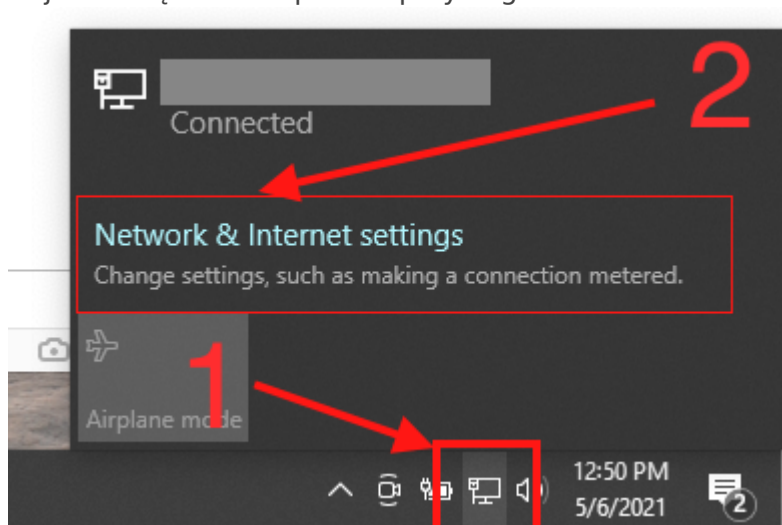 2
Connected
Network & Internet settings
Change settings, such as making a connection metered.
1
Airplane mode
12:50 PM
5/6/2021
2